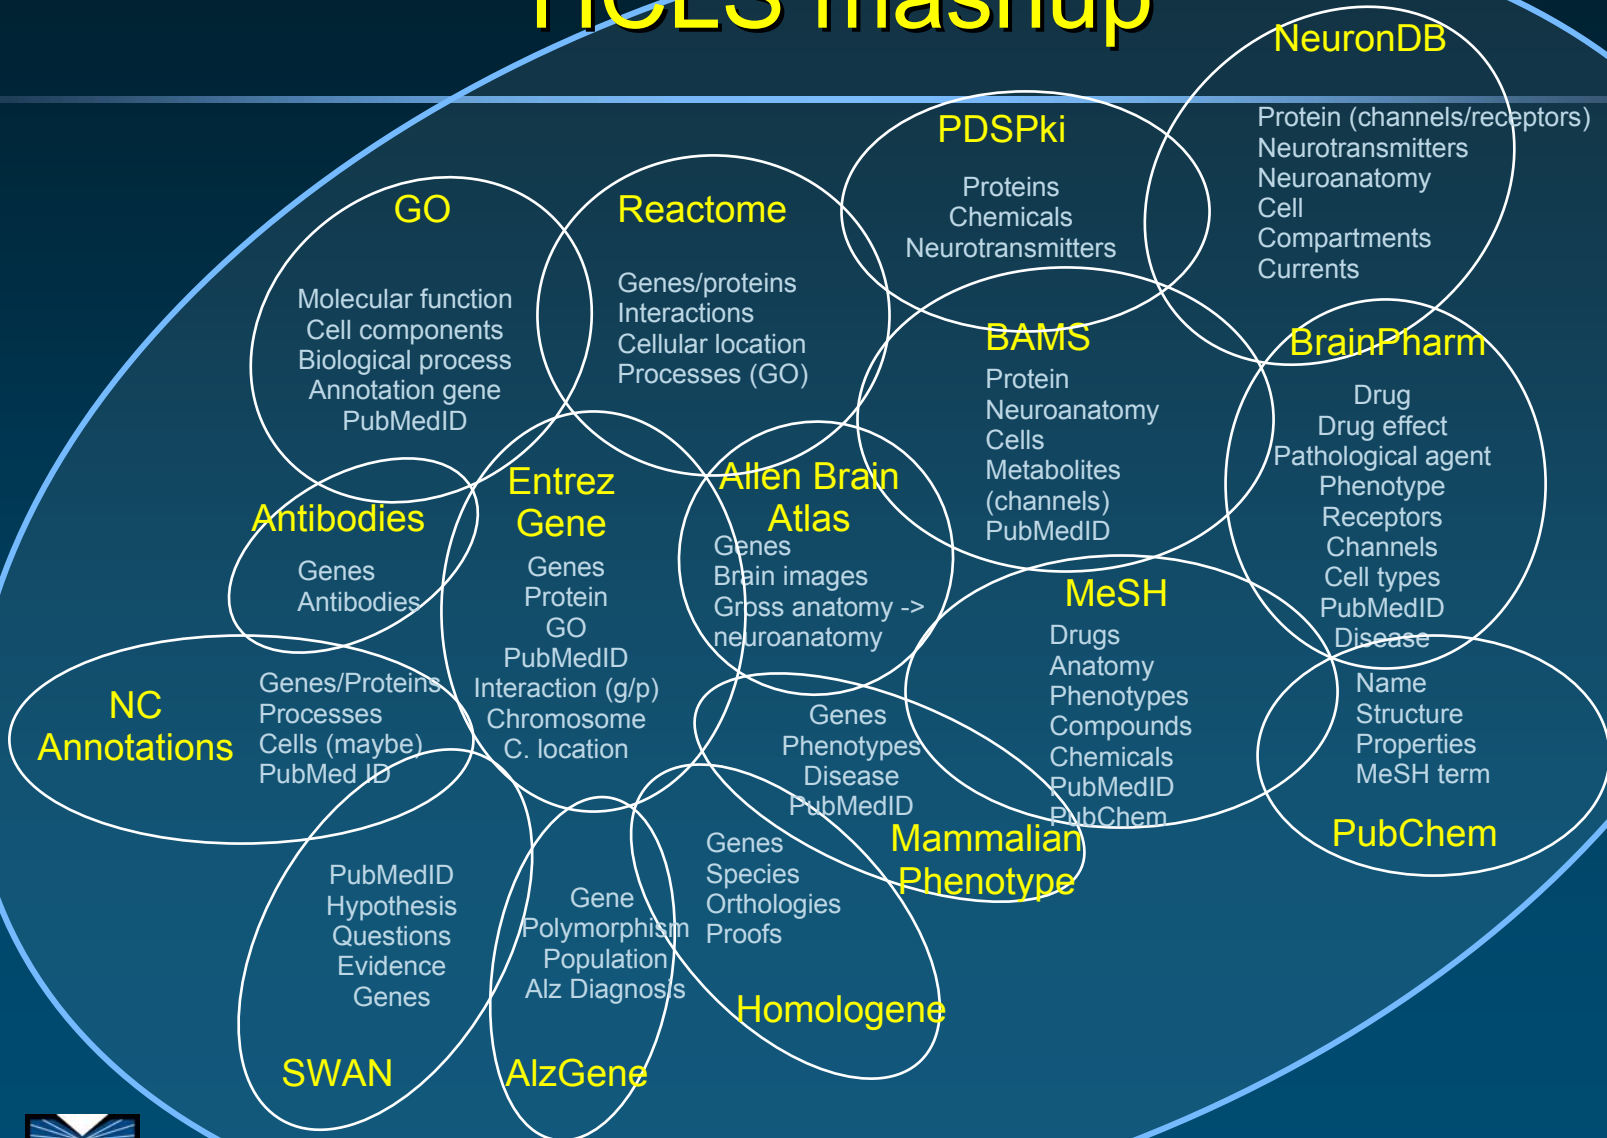 HCLS mashup
NeuronDB
Protein (channels/receptors)
Neurotransmitters
Neuroanatomy
Cell
Compartments
Currents
PDSPki
Proteins
Chemicals
Neurotransmitters
GO
Molecular function
Cell components
Biological process
Annotation gene
PubMedID
Reactome
Genes/proteins
Interactions
Cellular location
Processes (GO)
BAMS
Protein
Neuroanatomy
Cells
Metabolites
(channels)
PubMedID
BrainPharm
Drug
Drug effect
Pathological agent
Phenotype
Receptors
Channels
Cell types
PubMedID
Disease
Antibodies
Genes
Antibodies
Entrez
Gene
Genes
Protein
GO
PubMedID
Interaction (g/p)
Chromosome
C. location
Allen Brain
Atlas
Genes
Brain images
Gross anatomy ->
neuroanatomy
MeSH
Drugs
Anatomy
Phenotypes
Compounds
Chemicals
PubMedID
PubChem
NC
Annotations
Genes/Proteins
Processes
Cells (maybe)
PubMed ID
Genes
Phenotypes
Disease
PubMedID
Mammalian
Phenotype
Name
Structure
Properties
MeSH term
PubChem
PubMedID
Hypothesis
Questions
Evidence
Genes
SWAN
Gene
Polymorphism
Population
Alz Diagnosis
AlzGene
Genes
Species
Orthologies
Proofs
Homologene